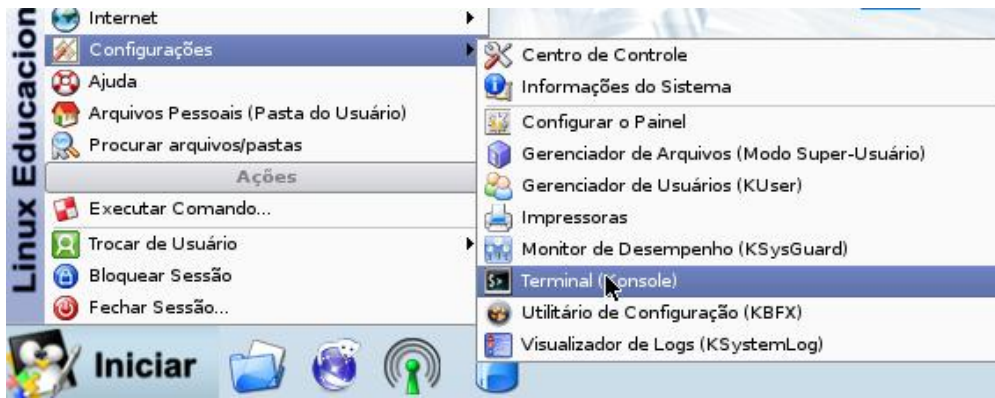 Linux Educacion
Internet
Configurações
Ajuda
Arquivos Pessoais (Pasta do Usuário)
Procurar arquivos/pastas
Ações
Executar Comando...
Trocar de Usuário
Bloquear Sessão
Fechar Sessão...
Centro de Controle
Informações do Sistema
Configurar o Painel
Gerenciador de Arquivos (Modo Super-Usuário)
Gerenciador de Usuários (KUser)
Impressoras
Monitor de Desempenho (KSysGuard)
Terminal (Konsole)
Utilitário de Configuração (KBFX)
Visualizador de Logs (KSystemLog)
Iniciar